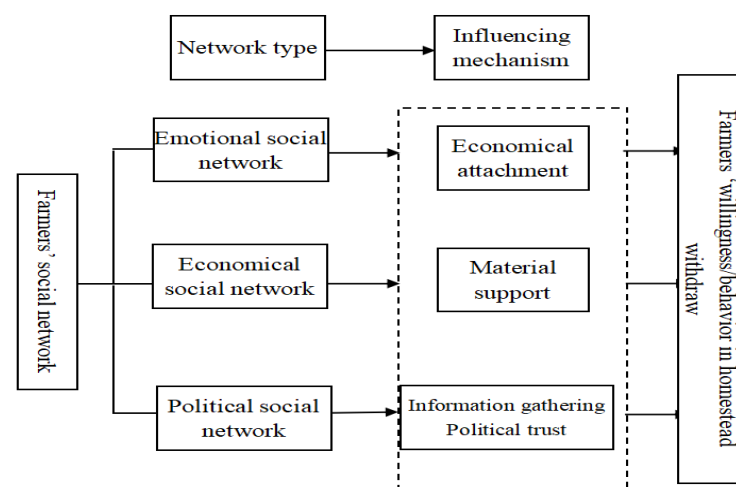 Network type
Influencing
mechanism
Emotional social
network
Economical
attachment
Farmers’ social network
Economical
social network
Material
support
Political social
network
Information gathering
Political trust
Farmers ‘willingness/behavior in homestead
withdraw